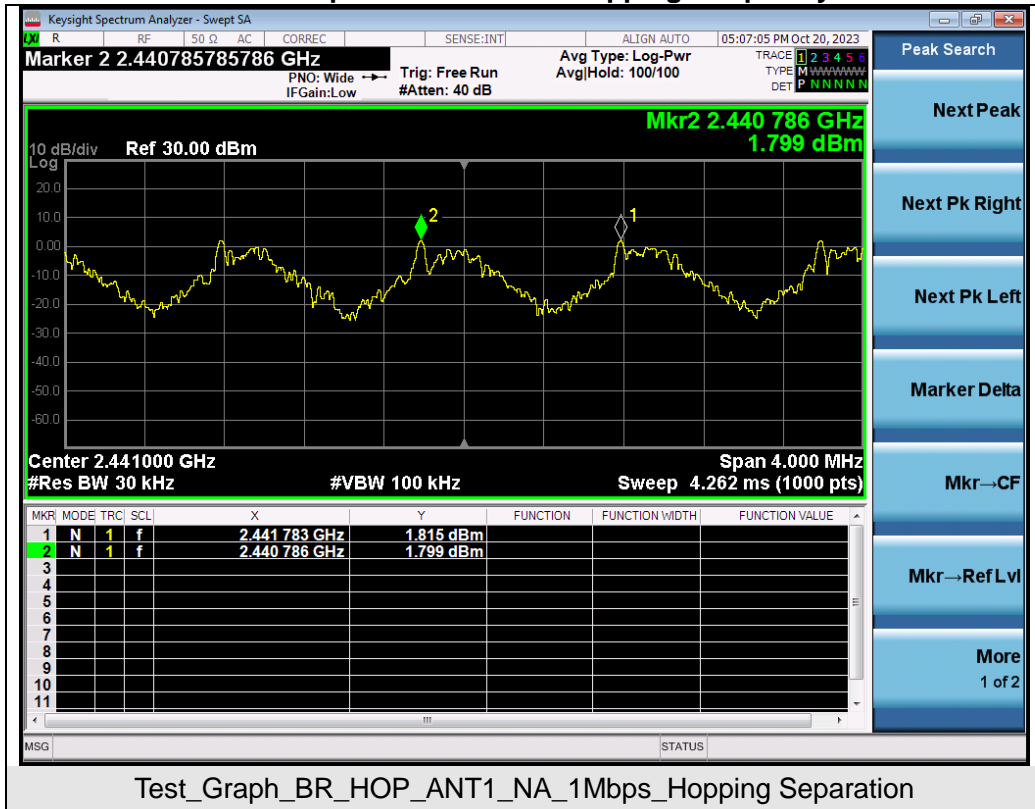 Keysight Spectrum Analyzer - Swept SA
LXI R RF 50 Ω AC CORREC SENSE:INT ALIGN AUTO 05:07:05 PM Oct 20, 2023
Marker 2 2.440785785786 GHz
PNO: Wide
IFGain:Low
Trig: Free Run
#Atten: 40 dB
Avg Type: Log-Pwr
Avg|Hold: 100/100
TRACE 1 2 3 4 5 6
TYPE M WWWWW
DET P N N N N N
Mkr2 2.440 786 GHz
1.799 dBm
10 dB/div Ref 30.00 dBm
Log
20.0
10.0
0.00
-10.0
-20.0
-30.0
-40.0
-50.0
-60.0
2
1
Center 2.441000 GHz Span 4.000 MHz
#Res BW 30 kHz #VBW 100 kHz Sweep 4.262 ms (1000 pts)
MKR MODE TRC SCL X Y FUNCTION FUNCTION WIDTH FUNCTION VALUE
1 N 1 f 2.441 783 GHz 1.815 dBm
2 N 1 f 2.440 786 GHz 1.799 dBm
3
4
5
6
7
8
9
10
11
MSG STATUS
Peak Search
Next Peak
Next Pk Right
Next Pk Left
Marker Delta
Mkr→CF
Mkr→Ref Lvl
More
1 of 2
Test_Graph_BR_HOP_ANT1_NA_1Mbps_Hopping Separation